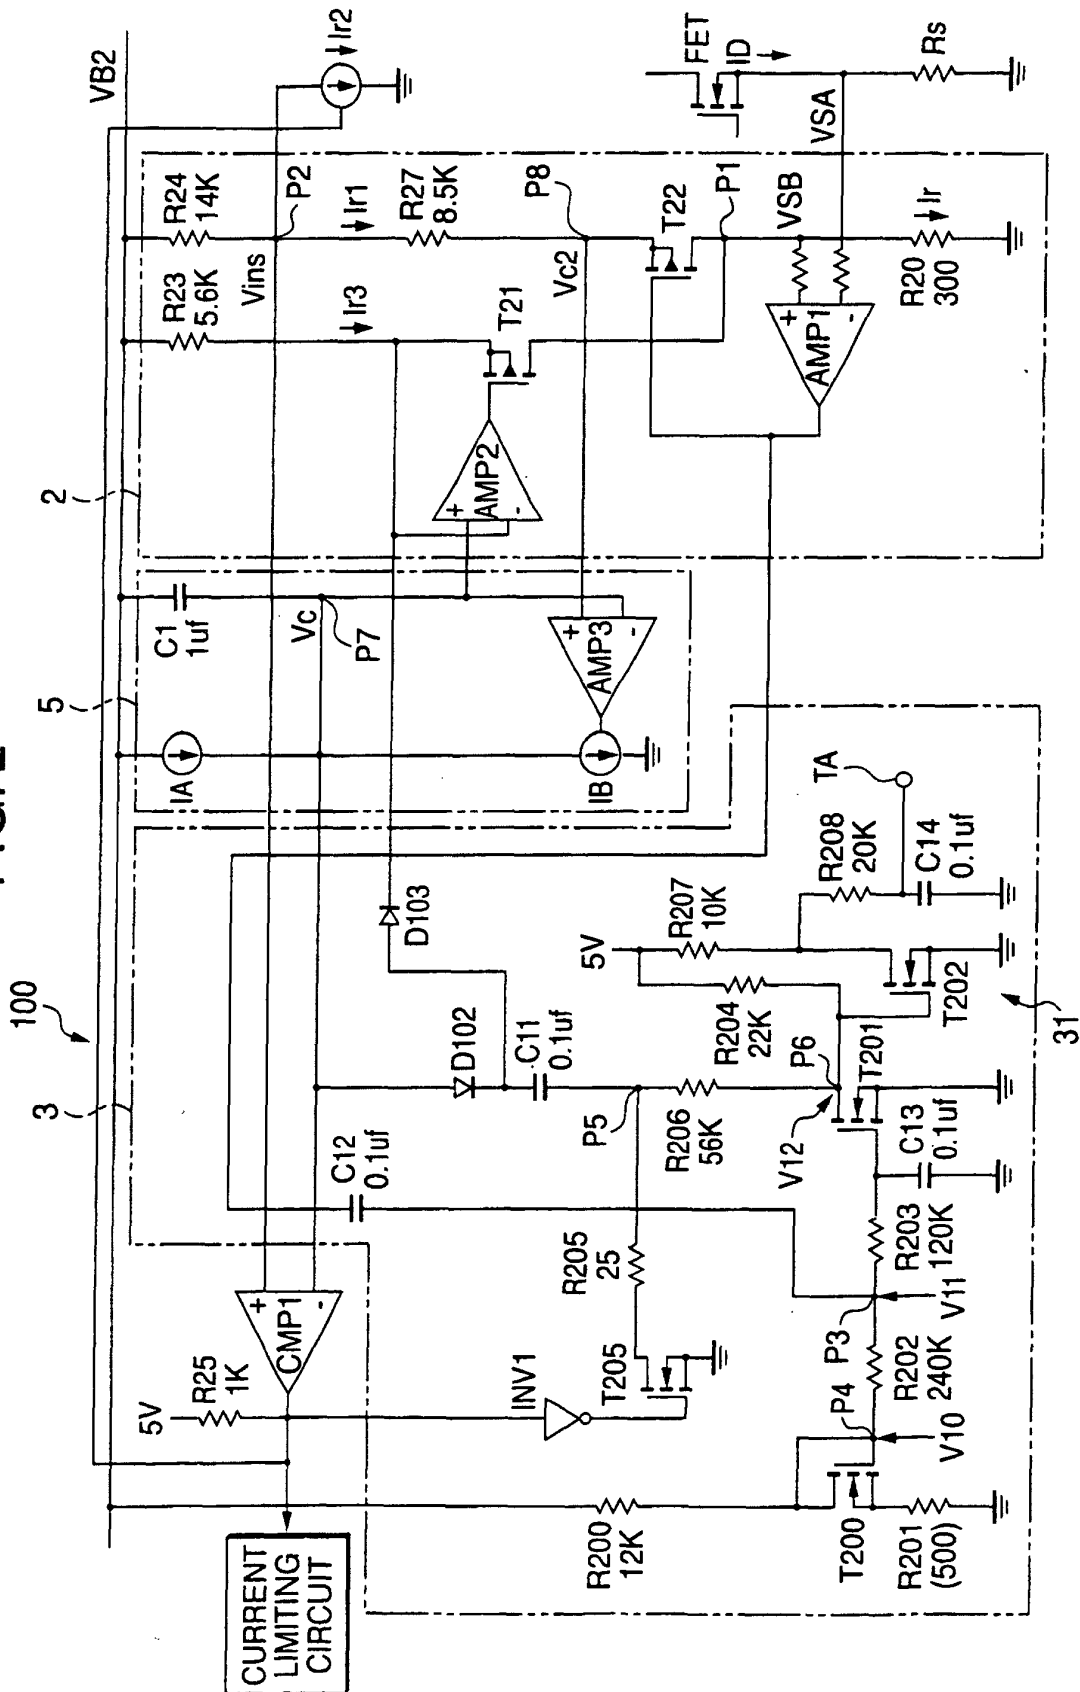 FIG. 2
100
VB2
Ir2
2
5
3
R24
14K
P2
Ir1
R27
8.5K
P8
T22
P1
VSB
Ir
R20
300
R23
5.6K
Vins
Ir3
Vc2
T21
AMP1
+
-
AMP2
+
-
FET
ID
VSA
Rs
C1
1uf
Vc
P7
AMP3
+
-
IA
IB
D103
D102
C11
0.1uf
C12
0.1uf
P5
R206
56K
V12
P6
5V
R207
10K
R204
22K
R208
20K
TA
C14
0.1uf
T202
T201
31
C13
0.1uf
R203
120K
V11
P3
R202
240K
P4
V10
R205
25
T205
INV1
CMP1
+
-
R25
1K
5V
R200
12K
T200
R201
(500)
CURRENT
LIMITING
CIRCUIT